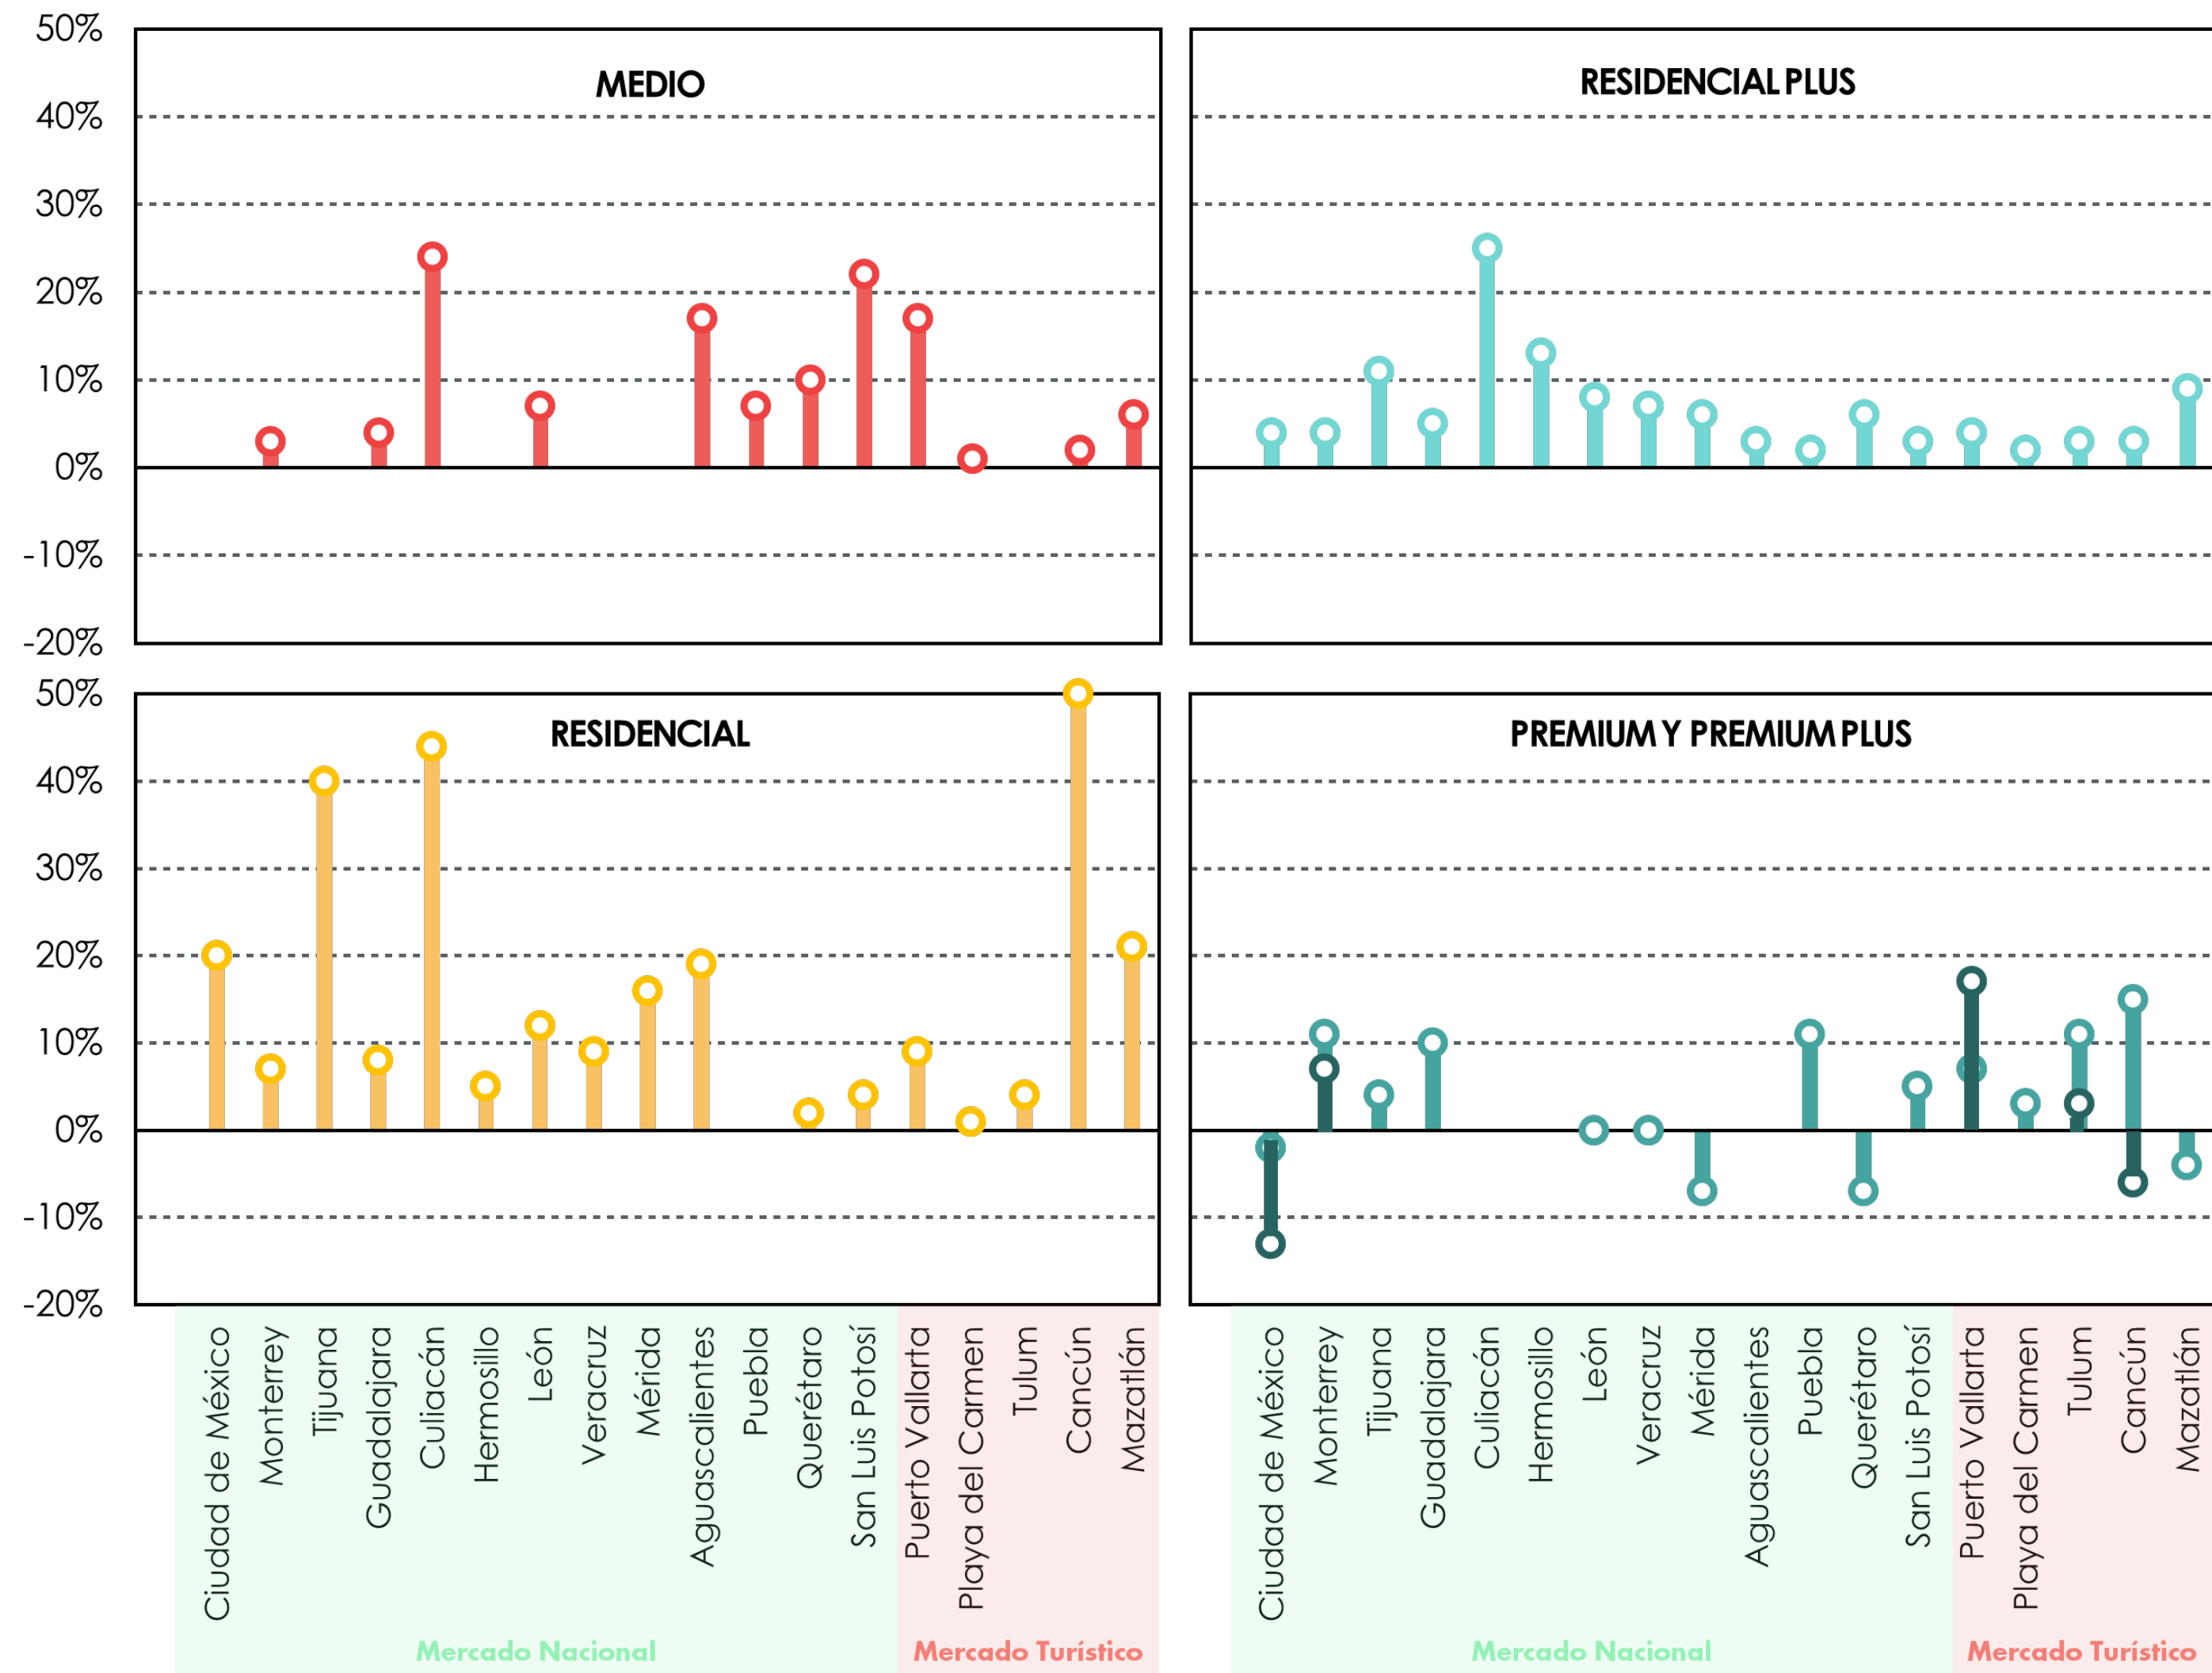 50%
MEDIO
RESIDENCIAL PLUS
40%
30%
20%
10%
0%
-10%
-20%
50%
RESIDENCIAL
PREMIUM Y PREMIUM PLUS
40%
30%
20%
10%
0%
-10%
-20%
Ciudad de México
Monterrey
Tijuana
Guadalajara
Culiacán
Hermosillo
León
Veracruz
Mérida
Aguascalientes
Puebla
Querétaro
San Luis Potosí
Puerto Vallarta
Playa del Carmen
Tulum
Cancún
Mazatlán
Ciudad de México
Monterrey
Tijuana
Guadalajara
Culiacán
Hermosillo
León
Veracruz
Mérida
Aguascalientes
Puebla
Querétaro
San Luis Potosí
Puerto Vallarta
Playa del Carmen
Tulum
Cancún
Mazatlán
Mercado Nacional
Mercado Turístico
Mercado Nacional
Mercado Turístico